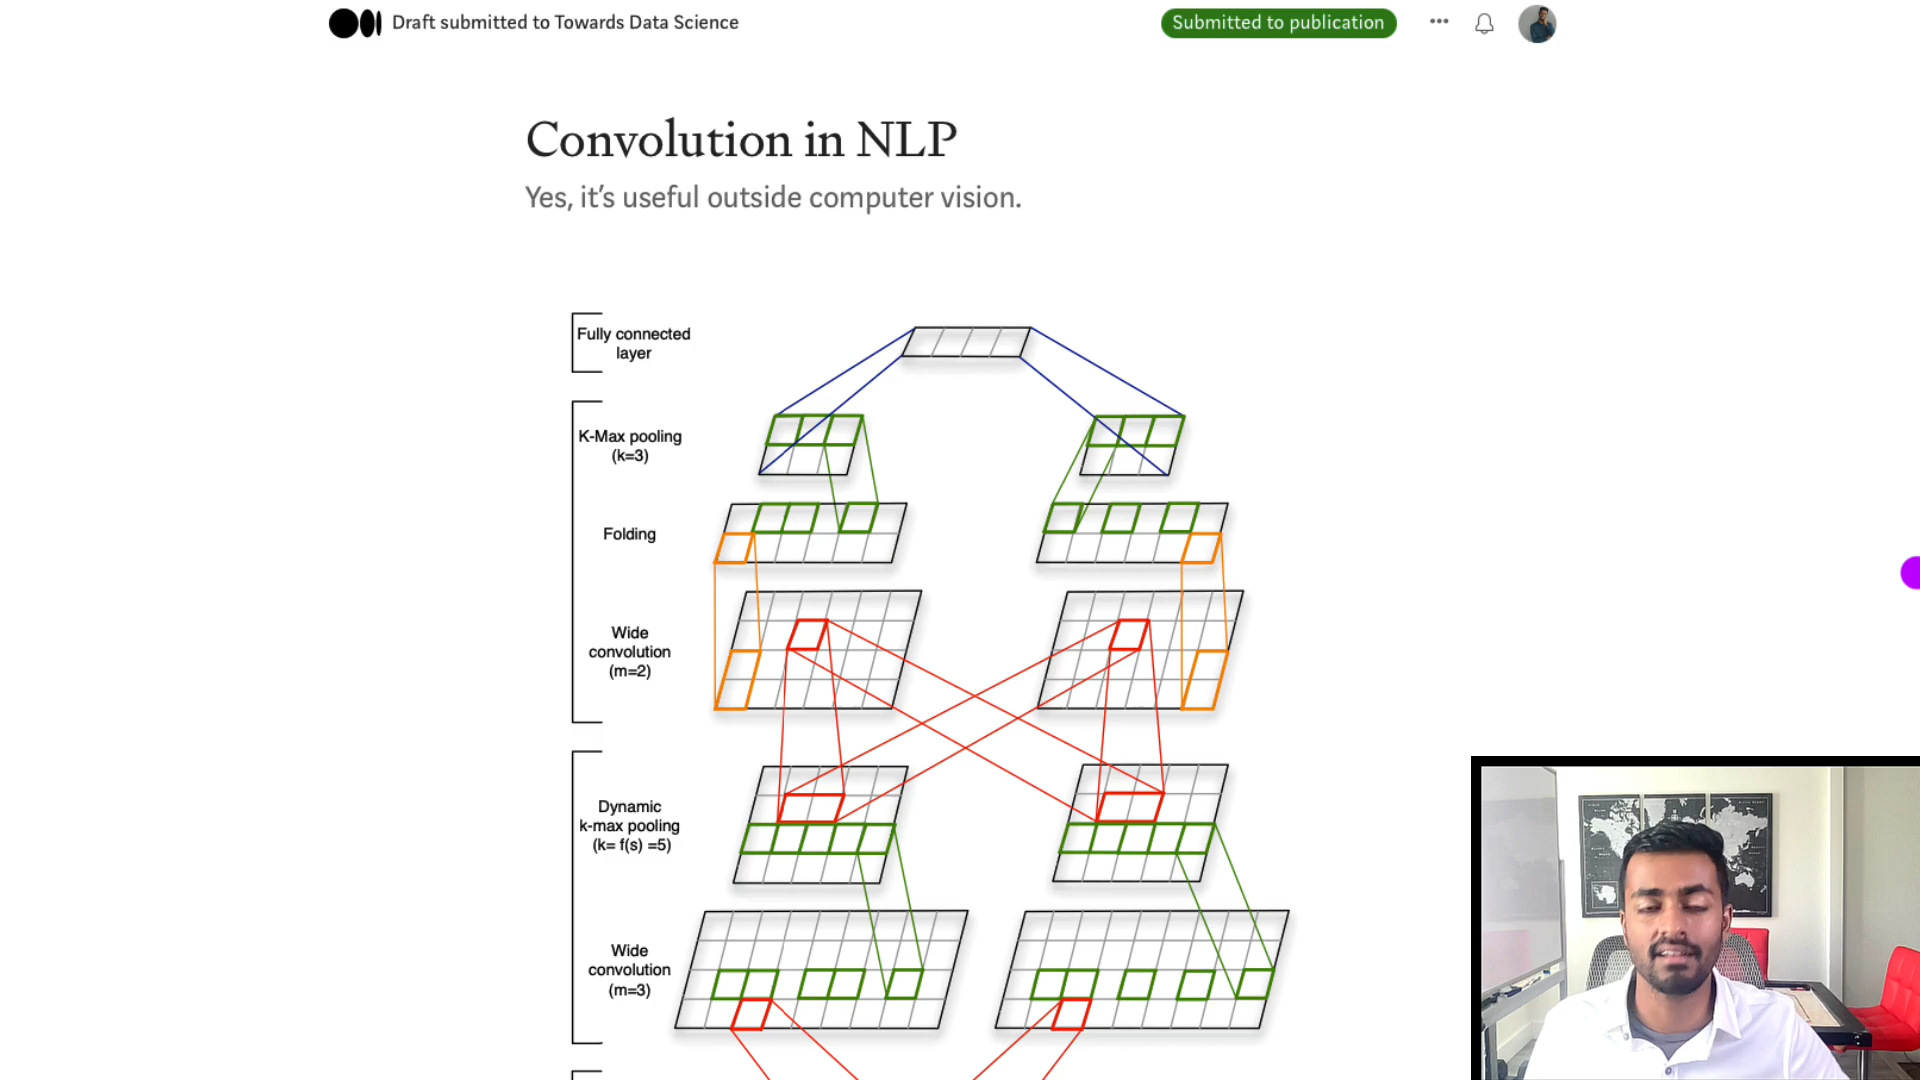 Draft submitted to Towards Data Science
Submitted to publication
Convolution in NLP
Yes, it's useful outside computer vision.
Fully connected
layer
K-Max pooling
(k=3)
Folding
Wide
convolution
(m=2)
Dynamic
k-max pooling
(k= f(s) =5)
Wide
convolution
(m=3)